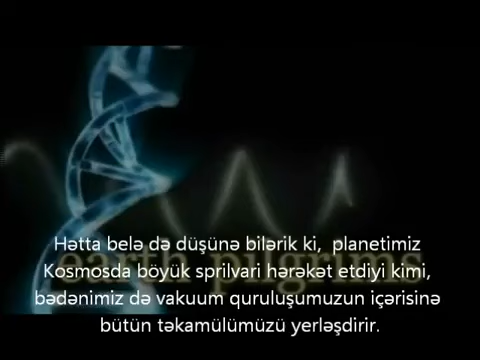 Hətta belə də düşünə bilərik ki, planetimiz
earth pilgrims
Kosmosda böyük sprilvari hərəkət etdiyi kimi,
bədənimiz də vakuum quruluşumuzun içərisinə
bütün təkamülümüzü yerləşdirir.